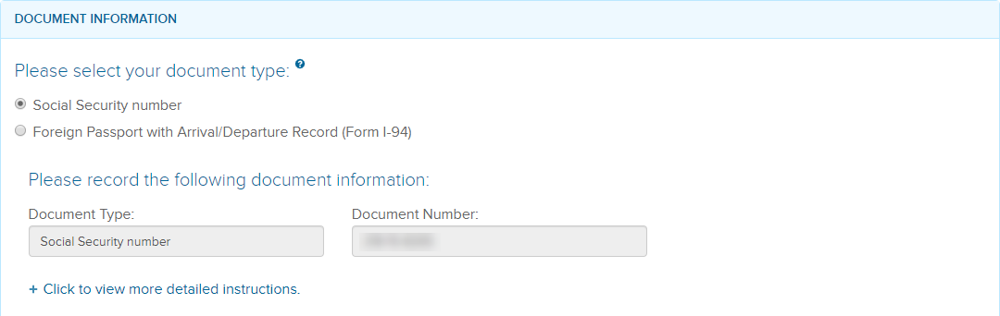 DOCUMENT INFORMATION
Please select your document type: ?
Social Security number
Foreign Passport with Arrival/Departure Record (Form I-94)
Please record the following document information:
Document Type: Document Number:
Social Security number
+ Click to view more detailed instructions.